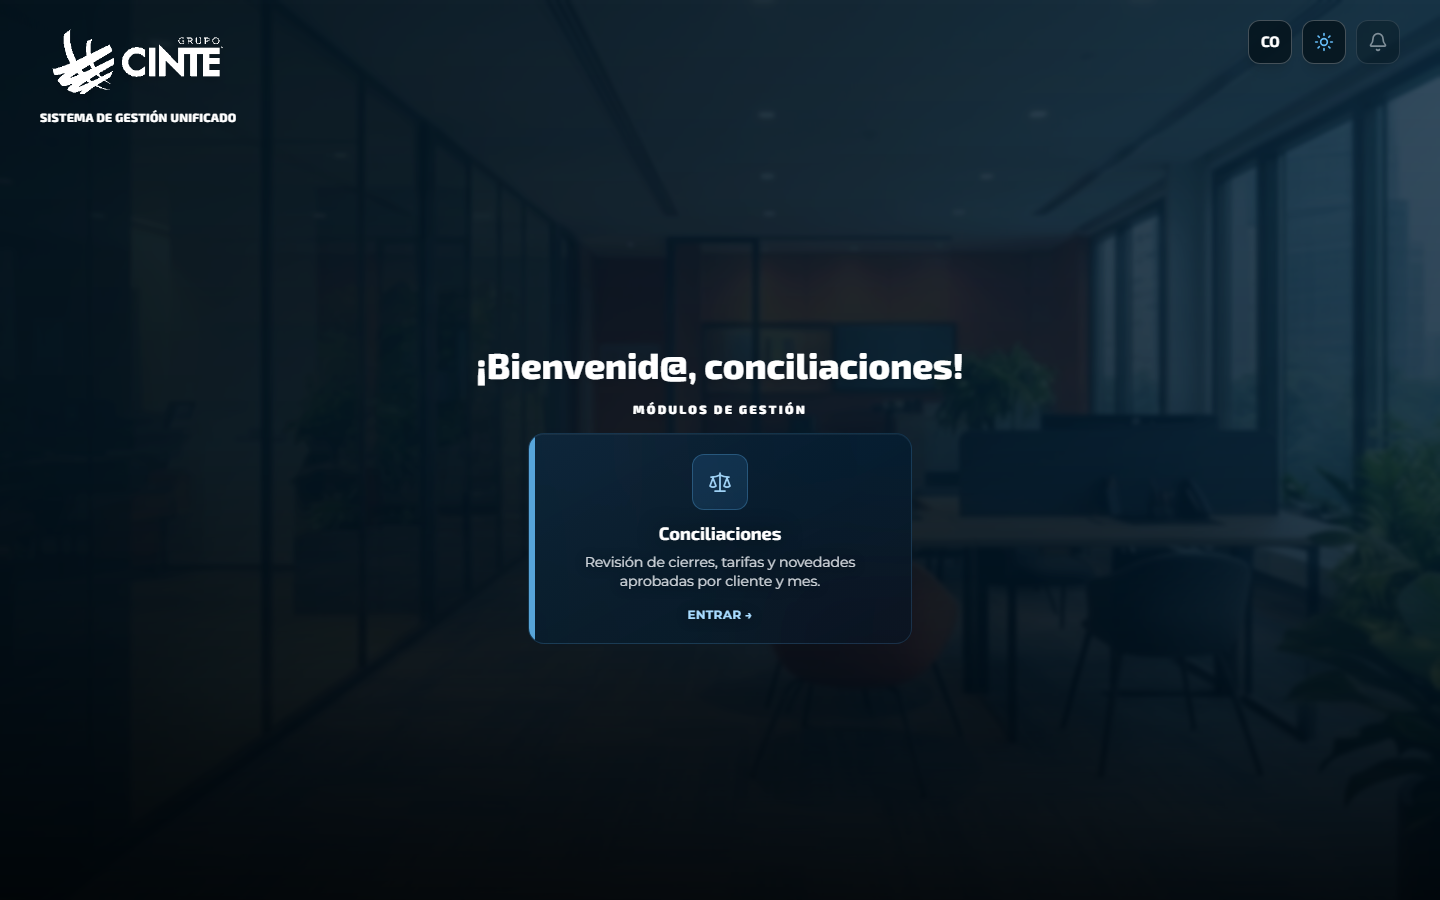 GRUPO
CINTE
SISTEMA DE GESTIÓN UNIFICADO
CO
¡Bienvenid@, conciliaciones!
MÓDULOS DE GESTIÓN
Conciliaciones
Revisión de cierres, tarifas y novedades
aprobadas por cliente y mes.
ENTRAR →